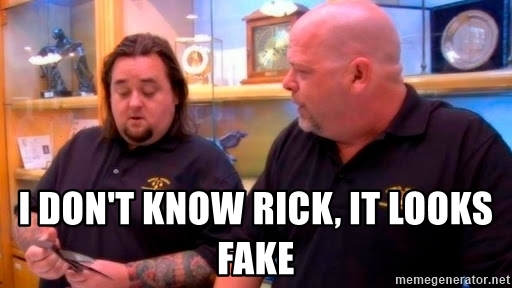 I DON'T KNOW RICK, IT LOOKS
FAKE
memegenerator.net